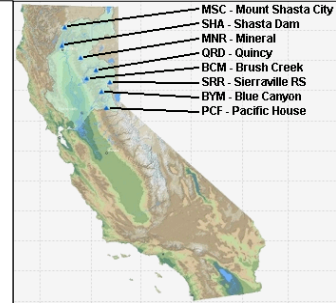 MSC - Mount Shasta City
SHA - Shasta Dam
MNR - Mineral
QRD - Quincy
BCM - Brush Creek
SRR - Sierraville RS
BYM - Blue Canyon
PCF - Pacific House